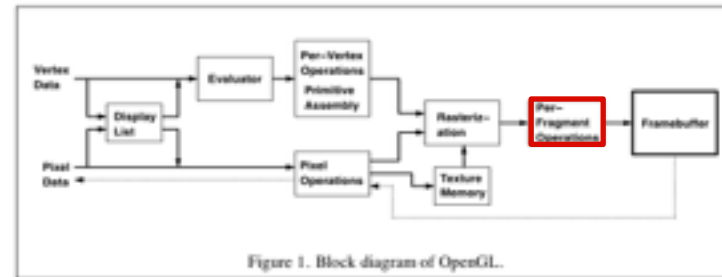 Vertex
Data
Evaluator
Per-Vertex
Operations
Primitive
Assembly
Display
List
Rasteriz-
ation
Per-
Fragment
Operations
Framebuffer
Pixel
Data
Pixel
Operations
Texture
Memory
Figure 1. Block diagram of OpenGL.